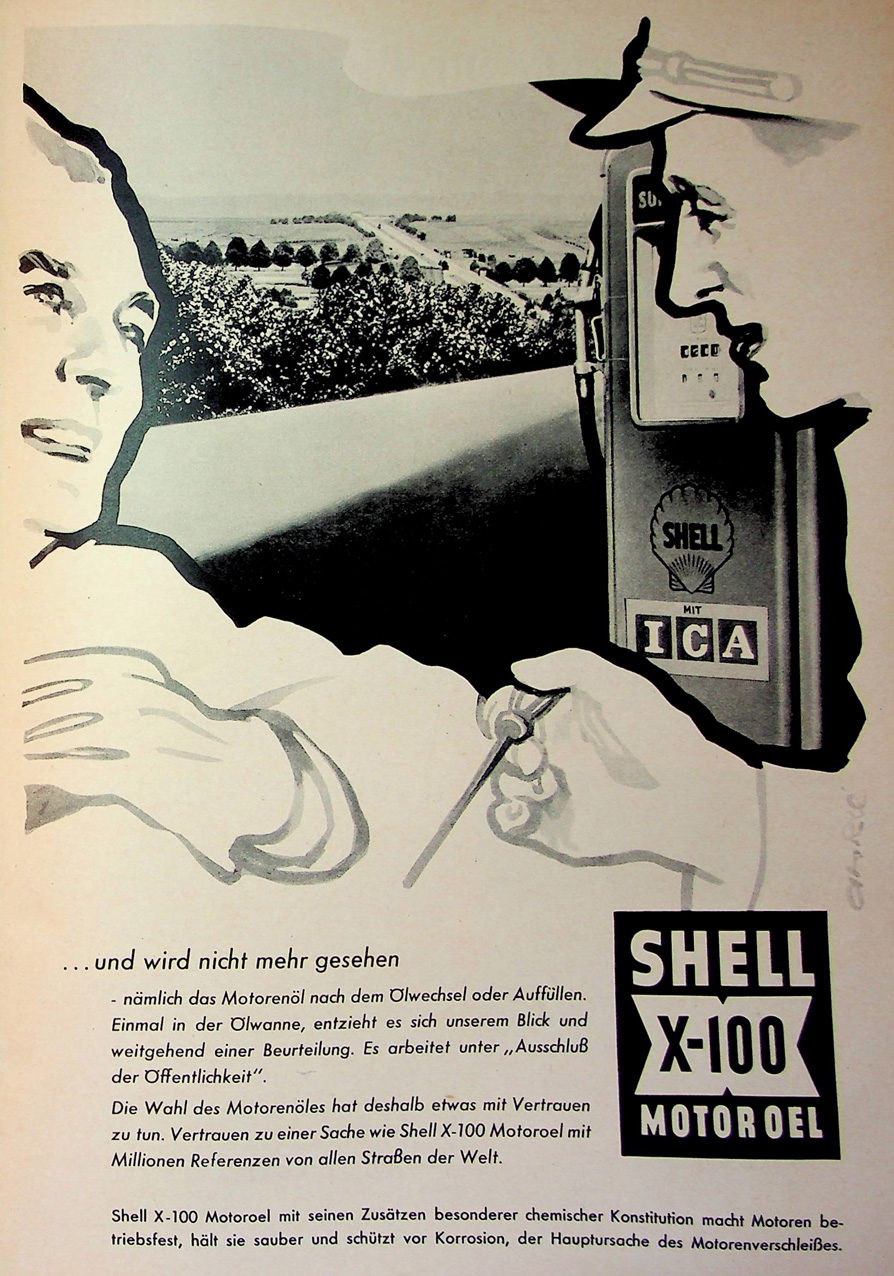 SHELL
MIT
ICA
...und wird nicht mehr gesehen
- nämlich das Motorenöl nach dem Ölwechsel oder Auffüllen.
Einmal in der Ölwanne, entzieht es sich unserem Blick und
weitgehend einer Beurteilung. Es arbeitet unter „Ausschluß
der Öffentlichkeit".
Die Wahl des Motorenöles hat deshalb etwas mit Vertrauen
zu tun. Vertrauen zu einer Sache wie Shell X-100 Motoroel mit
Millionen Referenzen von allen Straßen der Welt.
SHELL
X-100
MOTOROEL
Shell X-100 Motoroel mit seinen Zusätzen besonderer chemischer Konstitution macht Motoren be-
triebsfest, hält sie sauber und schützt vor Korrosion, der Hauptursache des Motorenverschleißes.